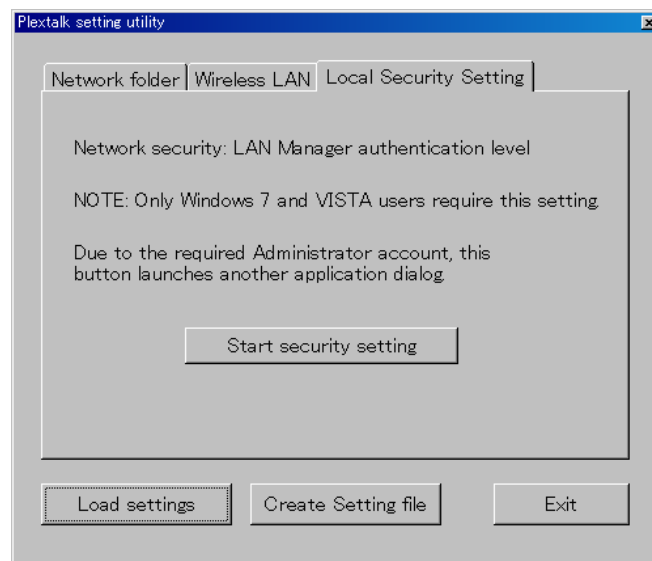 Plextalk setting utility
Network folder Wireless LAN Local Security Setting
Network security: LAN Manager authentication level
NOTE: Only Windows 7 and VISTA users require this setting.
Due to the required Administrator account, this
button launches another application dialog.
Start security setting
Load settings Create Setting file Exit